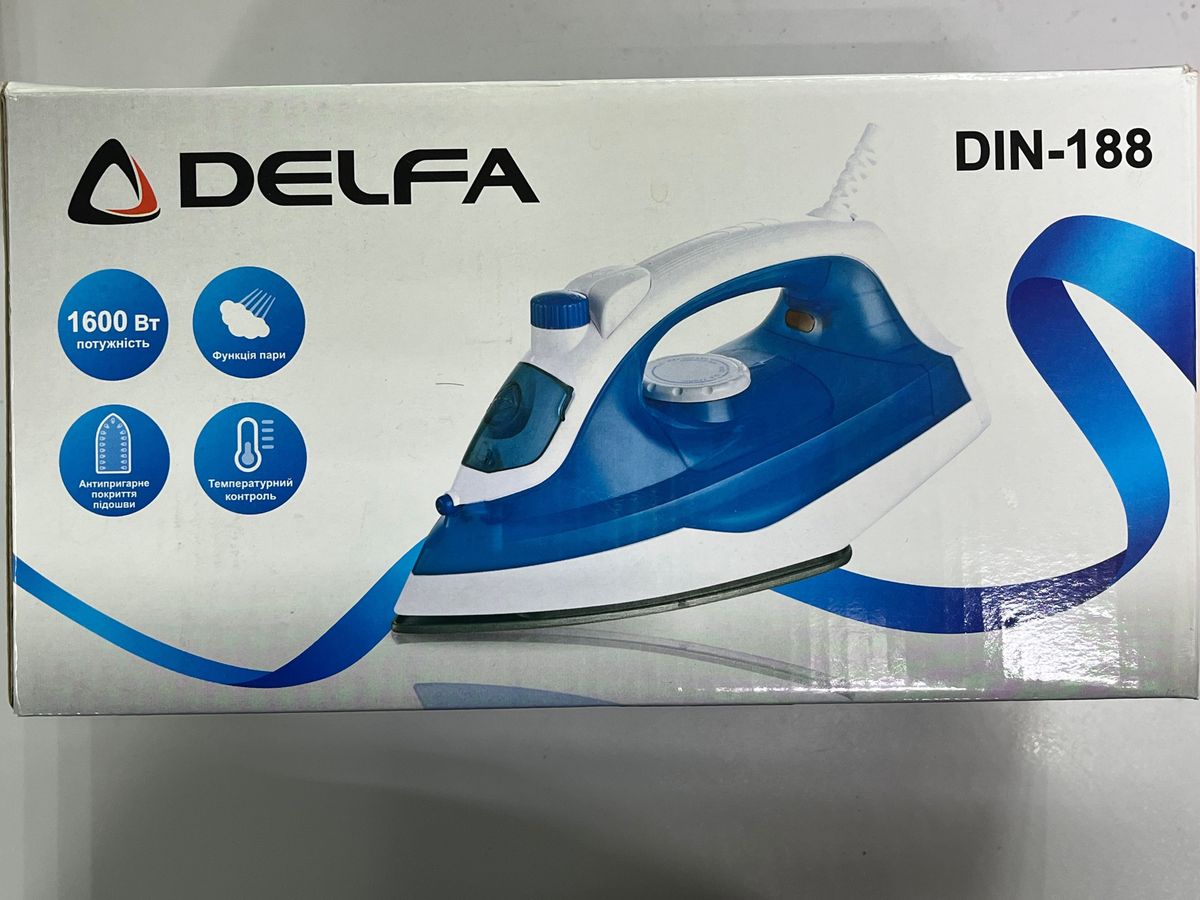 DELFA
DIN-188
1600 Вт
потужність
Функція пари
Антипригарне
покриття
підошви
Температурний
контроль